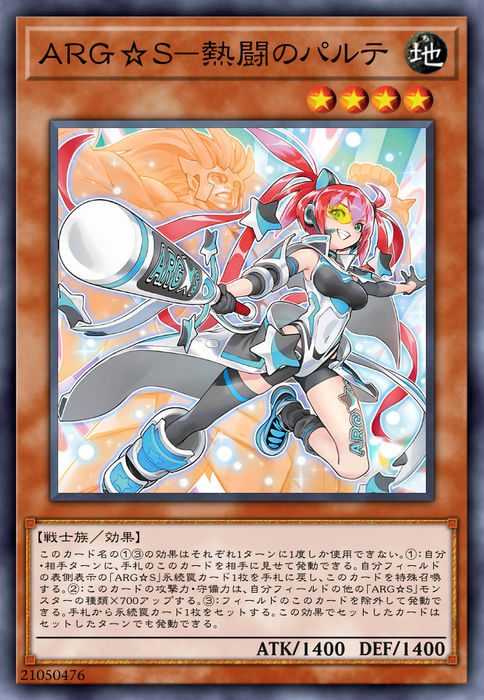 ARG☆S－熱闘のパルテ
ち
地
ARG☆S
ARG☆
【戦士族／効果】
このカード名の①③の効果はそれぞれ1ターンに1度しか使用できない。①:自分
・相手ターンに、手札のこのカードを相手に見せて発動できる。自分フィールド
の表側表示の「ARG☆S」永続罠カード1枚を手札に戻し、このカードを特殊召喚
する。②:このカードの攻撃力・守備力は、自分フィールドの他の「ARG☆S」モン
スターの種類×700アップする。③:フィールドのこのカードを除外して発動で
きる。手札から永続罠カード1枚をセットする。この効果でセットしたカードは
セットしたターンでも発動できる。
ATK/1400 DEF/1400
21050476